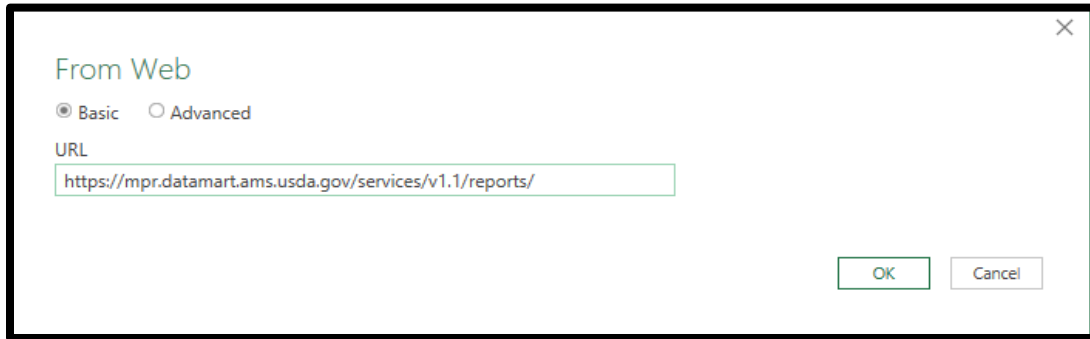 From Web
Basic Advanced
URL
https://mpr.datamart.ams.usda.gov/services/v1.1/reports/
OK Cancel